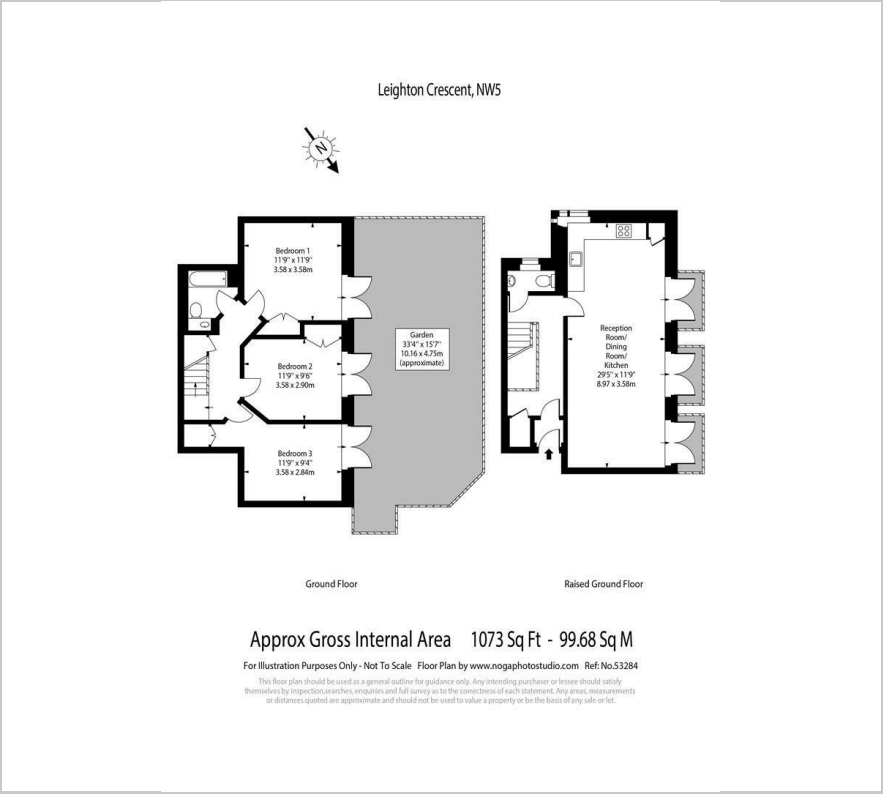 Leighton Crescent, NW5
N
Bedroom 1
11'9" x 11'9"
3.58 x 3.58m
Garden
33'4" x 15'7"
10.16 x 4.75m
(approximate)
Bedroom 2
11'9" x 9'6"
3.58 x 2.90m
Bedroom 3
11'9" x 9'4"
3.58 x 2.84m
Reception
Room/
Dining
Room/
Kitchen
29'5" x 11'9"
8.97 x 3.58m
Ground Floor
Raised Ground Floor
Approx Gross Internal Area 1073 Sq Ft - 99.68 Sq M
For Illustration Purposes Only - Not To Scale Floor Plan by www.nogaphotostudio.com Ref: No.53284
This floor plan should be used as a general outline for guidance only. Any intending purchaser or lessee should satisfy
themselves by inspection,searches, enquiries and full survey as to the correctness of each statement. Any areas, measurements
or distances quoted are approximate and should not be used to value a property or be the basis of any sale or let.